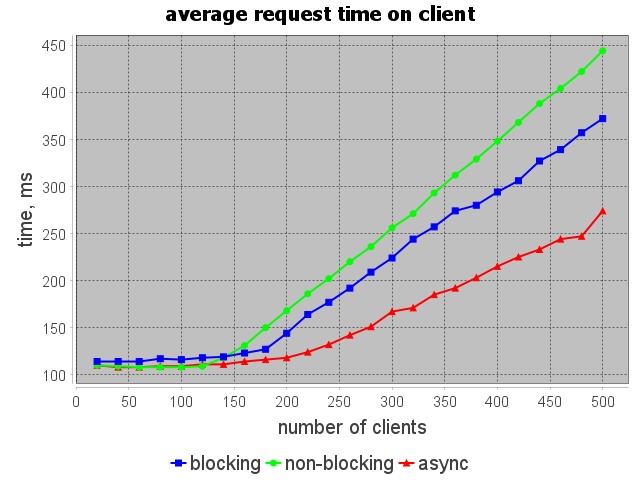 average request time on client
time, ms
450
400
350
300
250
200
150
100
0 50 100 150 200 250 300 350 400 450 500
number of clients
blocking non-blocking async